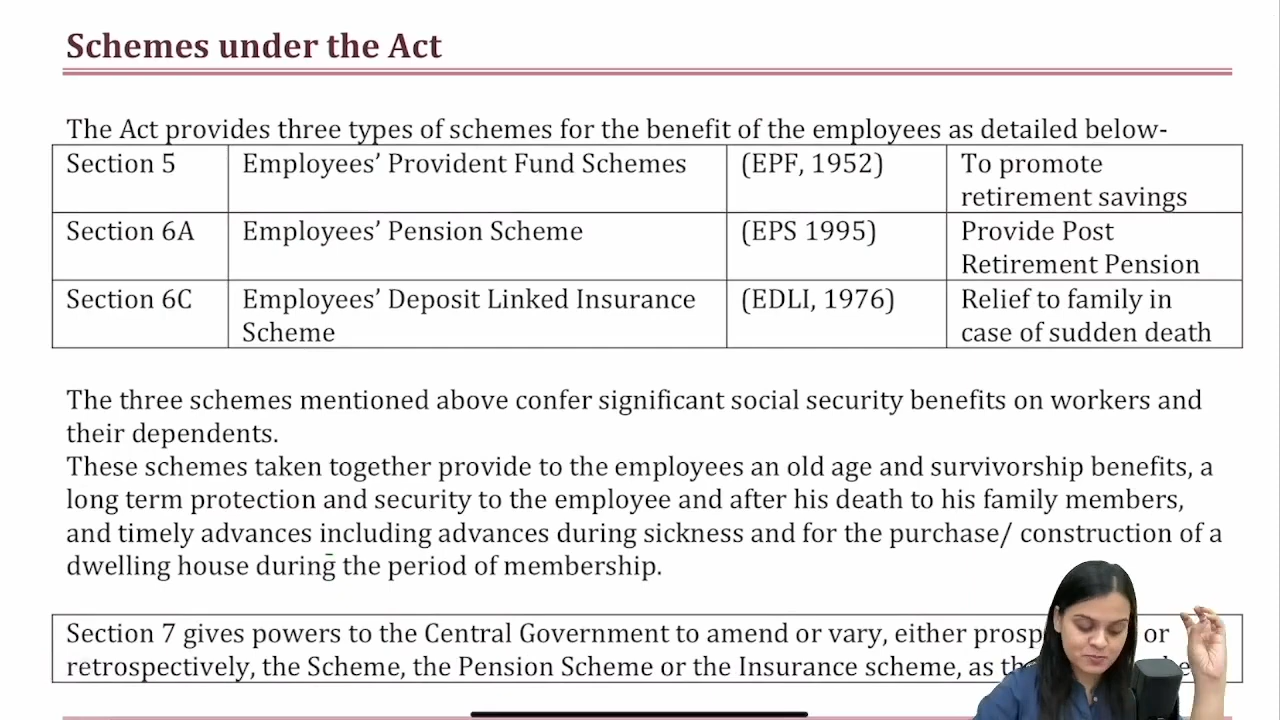 Schemes under the Act
The Act provides three types of schemes for the benefit of the employees as detailed below-
Section 5 Employees’ Provident Fund Schemes (EPF, 1952) To promote
retirement savings
Section 6A Employees’ Pension Scheme (EPS 1995) Provide Post
Retirement Pension
Section 6C Employees’ Deposit Linked Insurance (EDLI, 1976) Relief to family in
Scheme case of sudden death
The three schemes mentioned above confer significant social security benefits on workers and
their dependents.
These schemes taken together provide to the employees an old age and survivorship benefits, a
long term protection and security to the employee and after his death to his family members,
and timely advances including advances during sickness and for the purchase/ construction of a
dwelling house during the period of membership.
Section 7 gives powers to the Central Government to amend or vary, either or
retrospectively, the Scheme, the Pension Scheme or the Insurance scheme, as